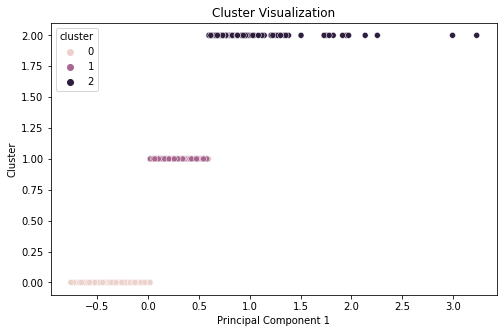 Cluster Visualization
cluster
0
1
2
2.00
1.75
1.50
1.25
1.00
0.75
0.50
0.25
0.00
Cluster
−0.5 0.0 0.5 1.0 1.5 2.0 2.5 3.0
Principal Component 1